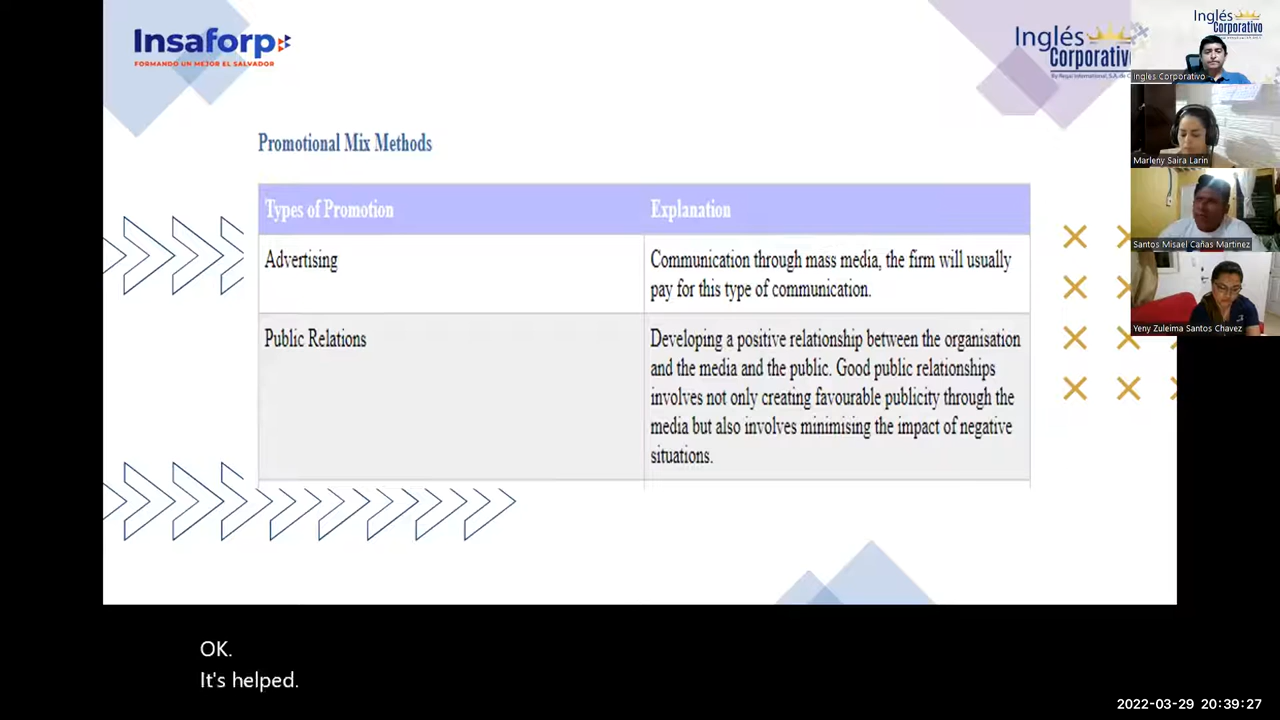 Insaforp
FORMANDO UN MEJOR EL SALVADOR
Inglés
Corporativo
Inglés
Corporativo
Ingles Corporativo -
Marleny Saira Larin
Santos Misael Cañas Martinez
Yeny Zuleima Santos Chavez
Promotional Mix Methods
Types of Promotion
Explanation
Advertising
Communication through mass media, the firm will usually
pay for this type of communication.
Public Relations
Developing a positive relationship between the organisation
and the media and the public. Good public relationships
involves not only creating favourable publicity through the
media but also involves minimising the impact of negative
situations.
OK.
It's helped.
2022-03-29 20:39:27